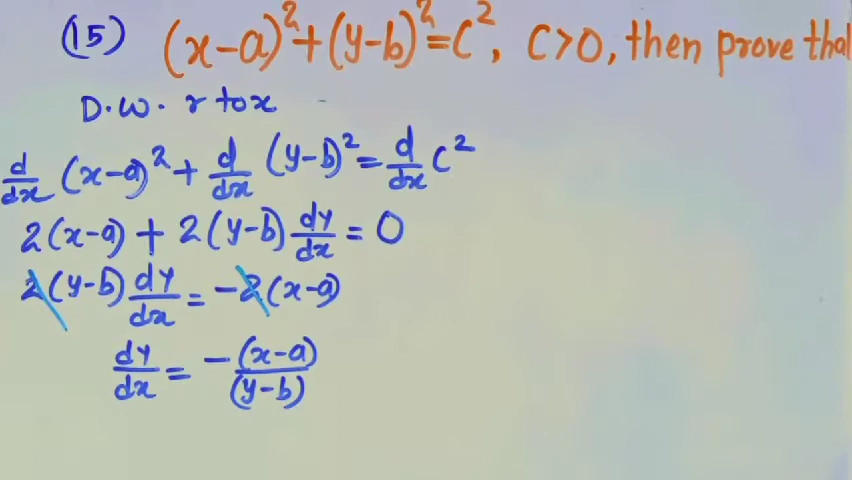 (15) (x-a)²+(y-b)²=C², C>0, then prove that
D.W. r to x
d/dx (x-a)² + d/dx (y-b)² = d/dx C²
2(x-a) + 2(y-b) dy/dx = 0
2(y-b) dy/dx = -2(x-a)
dy/dx = -(x-a)/(y-b)